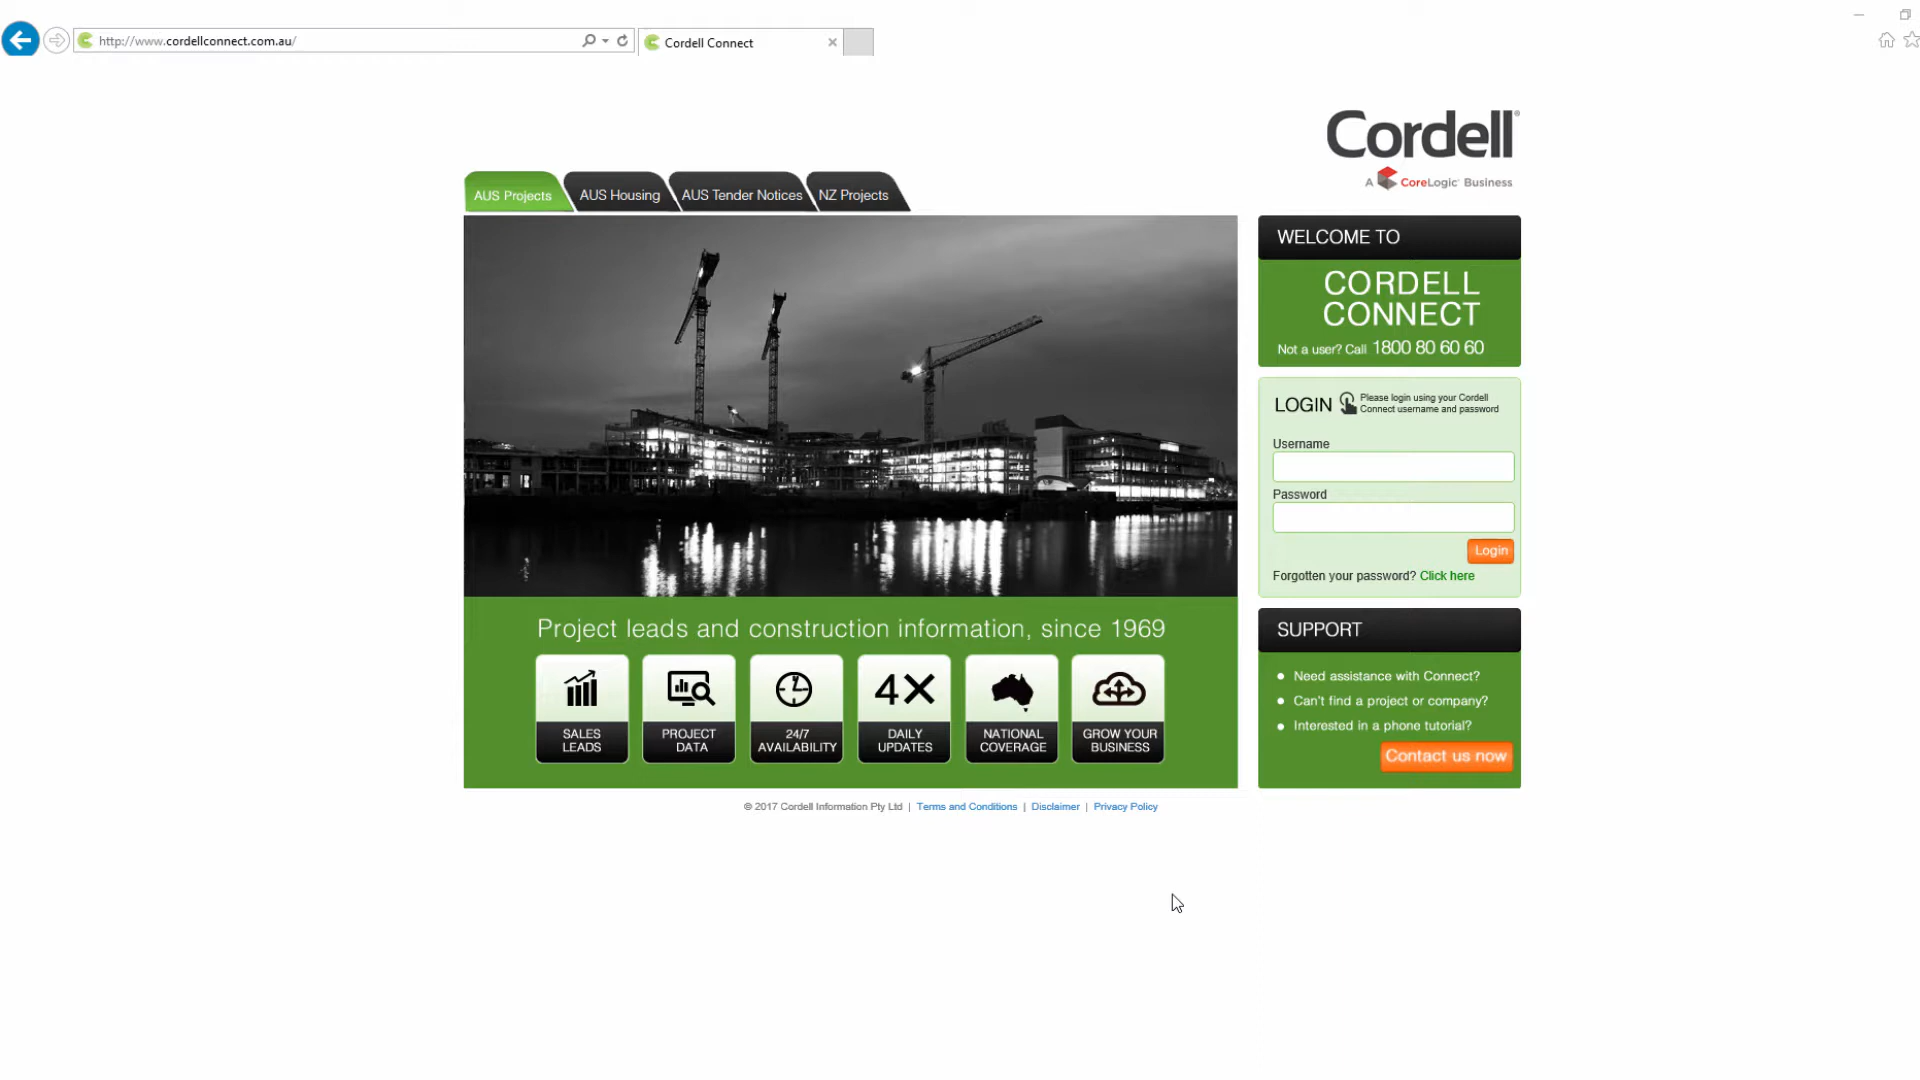 http://www.cordellconnect.com.au/
Cordell Connect
Cordell
A CoreLogic Business
AUS Projects
AUS Housing
AUS Tender Notices
NZ Projects
WELCOME TO
CORDELL
CONNECT
Not a user? Call 1800 80 60 60
LOGIN
Please login using your Cordell
Connect username and password
Username
Password
Login
Forgotten your password? Click here
Project leads and construction information, since 1969
4X
SALES
LEADS
PROJECT
DATA
24/7
AVAILABILITY
DAILY
UPDATES
NATIONAL
COVERAGE
GROW YOUR
BUSINESS
SUPPORT
Need assistance with Connect?
Can't find a project or company?
Interested in a phone tutorial?
Contact us now
© 2017 Cordell Information Pty Ltd | Terms and Conditions | Disclaimer | Privacy Policy